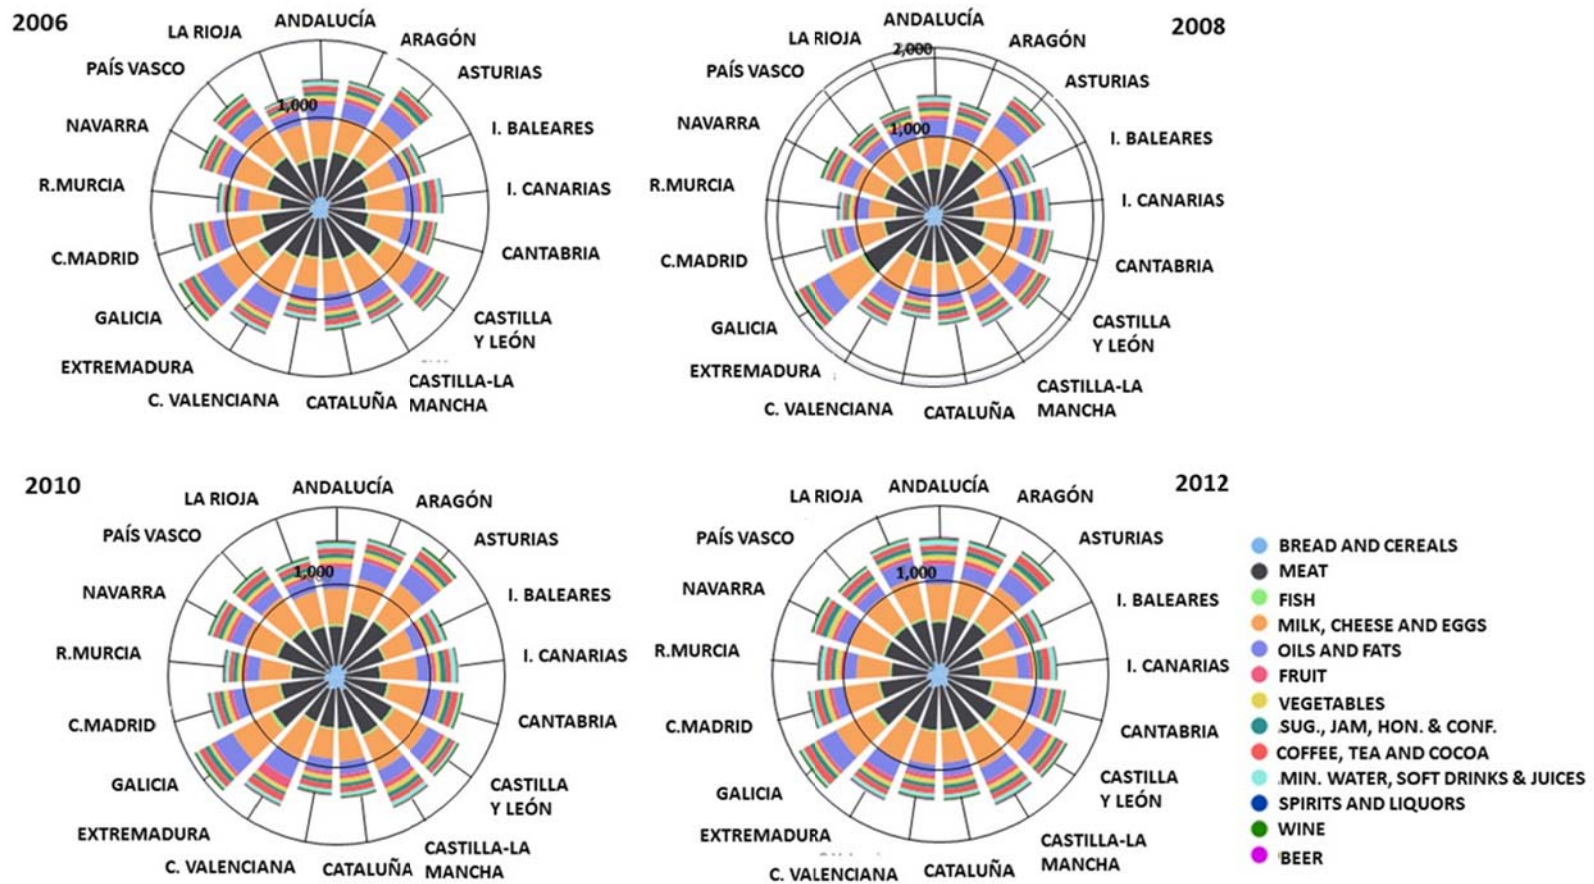 2006
ANDALUCÍA
LA RIOJA
ARAGÓN
PAÍS VASCO
ASTURIAS
1,000
NAVARRA
I. BALEARES
R.MURCIA
I. CANARIAS
C.MADRID
CANTABRIA
GALICIA
CASTILLA
Y LEÓN
EXTREMADURA
CASTILLA-LA
MANCHA
C. VALENCIANA
CATALUÑA
2008
ANDALUCÍA
LA RIOJA
2,000
ARAGÓN
PAÍS VASCO
ASTURIAS
NAVARRA
1,000
I. BALEARES
R.MURCIA
I. CANARIAS
C.MADRID
CANTABRIA
GALICIA
CASTILLA
Y LEÓN
EXTREMADURA
CASTILLA-LA
MANCHA
C. VALENCIANA
CATALUÑA
2010
ANDALUCÍA
LA RIOJA
ARAGÓN
PAÍS VASCO
ASTURIAS
1,000
NAVARRA
I. BALEARES
R.MURCIA
I. CANARIAS
C.MADRID
CANTABRIA
GALICIA
CASTILLA
Y LEÓN
EXTREMADURA
CASTILLA-LA
MANCHA
C. VALENCIANA
CATALUÑA
2012
ANDALUCÍA
LA RIOJA
ARAGÓN
PAÍS VASCO
ASTURIAS
1,000
NAVARRA
I. BALEARES
R.MURCIA
I. CANARIAS
C.MADRID
CANTABRIA
GALICIA
CASTILLA
Y LEÓN
EXTREMADURA
CASTILLA-LA
MANCHA
C. VALENCIANA
CATALUÑA
BREAD AND CEREALS
MEAT
FISH
MILK, CHEESE AND EGGS
OILS AND FATS
FRUIT
VEGETABLES
SUG., JAM, HON. & CONF.
COFFEE, TEA AND COCOA
MIN. WATER, SOFT DRINKS & JUICES
SPIRITS AND LIQUORS
WINE
BEER